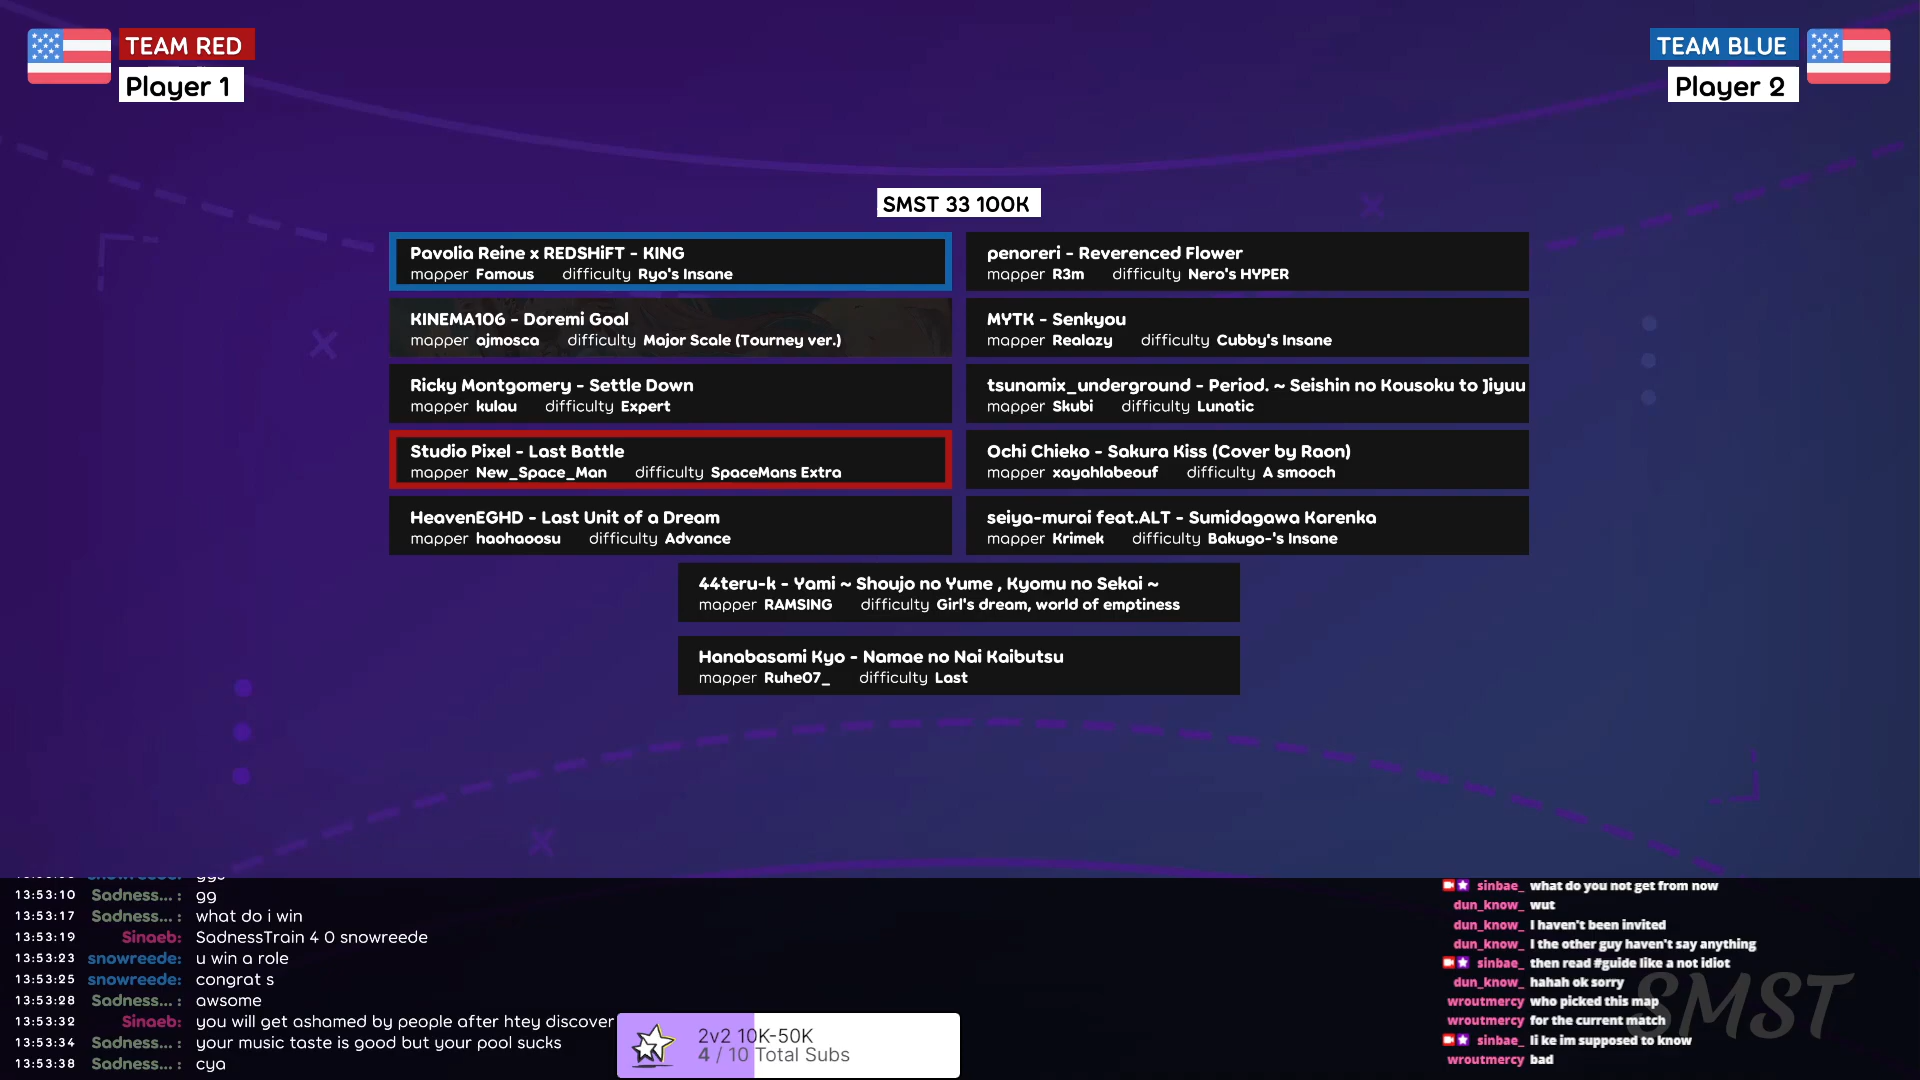 TEAM RED
Player 1
TEAM BLUE
Player 2
SMST 33 100K
Pavolia Reine x REDSHiFT - KING
mapper Famous difficulty Ryo's Insane
penoreri - Reverenced Flower
mapper R3m difficulty Nero's HYPER
KINEMA106 - Doremi Goal
mapper ajmosca difficulty Major Scale (Tourney ver.)
MYTK - Senkyou
mapper Realazy difficulty Cubby's Insane
Ricky Montgomery - Settle Down
mapper kulau difficulty Expert
tsunamix_underground - Period. ~ Seishin no Kousoku to Jiyuu
mapper Skubi difficulty Lunatic
Studio Pixel - Last Battle
mapper New_Space_Man difficulty SpaceMans Extra
Ochi Chieko - Sakura Kiss (Cover by Raon)
mapper xayahlabeouf difficulty A smooch
HeavenEGHD - Last Unit of a Dream
mapper haohaoosu difficulty Advance
seiya-murai feat.ALT - Sumidagawa Karenka
mapper Krimek difficulty Bakugo-'s Insane
44teru-k - Yami ~ Shoujo no Yume , Kyomu no Sekai ~
mapper RAMSING difficulty Girl's dream, world of emptiness
Hanabasami Kyo - Namae no Nai Kaibutsu
mapper Ruhe07_ difficulty Last
13:53:10 Sadness... : gg
13:53:17 Sadness... : what do i win
13:53:19 Sinaeb: SadnessTrain 4 0 snowreede
13:53:23 snowreede: u win a role
13:53:25 snowreede: congrat s
13:53:28 Sadness... : awsome
13:53:32 Sinaeb: you will get ashamed by people after htey discover
13:53:34 Sadness... : your music taste is good but your pool sucks
13:53:38 Sadness... : cya
2v2 10K-50K
4 / 10 Total Subs
sinbae_ what do you not get from now
dun_know_ wut
dun_know_ I haven't been invited
dun_know_ I the other guy haven't say anything
sinbae_ then read #guide like a not idiot
dun_know_ hahah ok sorry
wroutmercy who picked this map
wroutmercy for the current match
sinbae_ li ke im supposed to know
wroutmercy bad
SMST